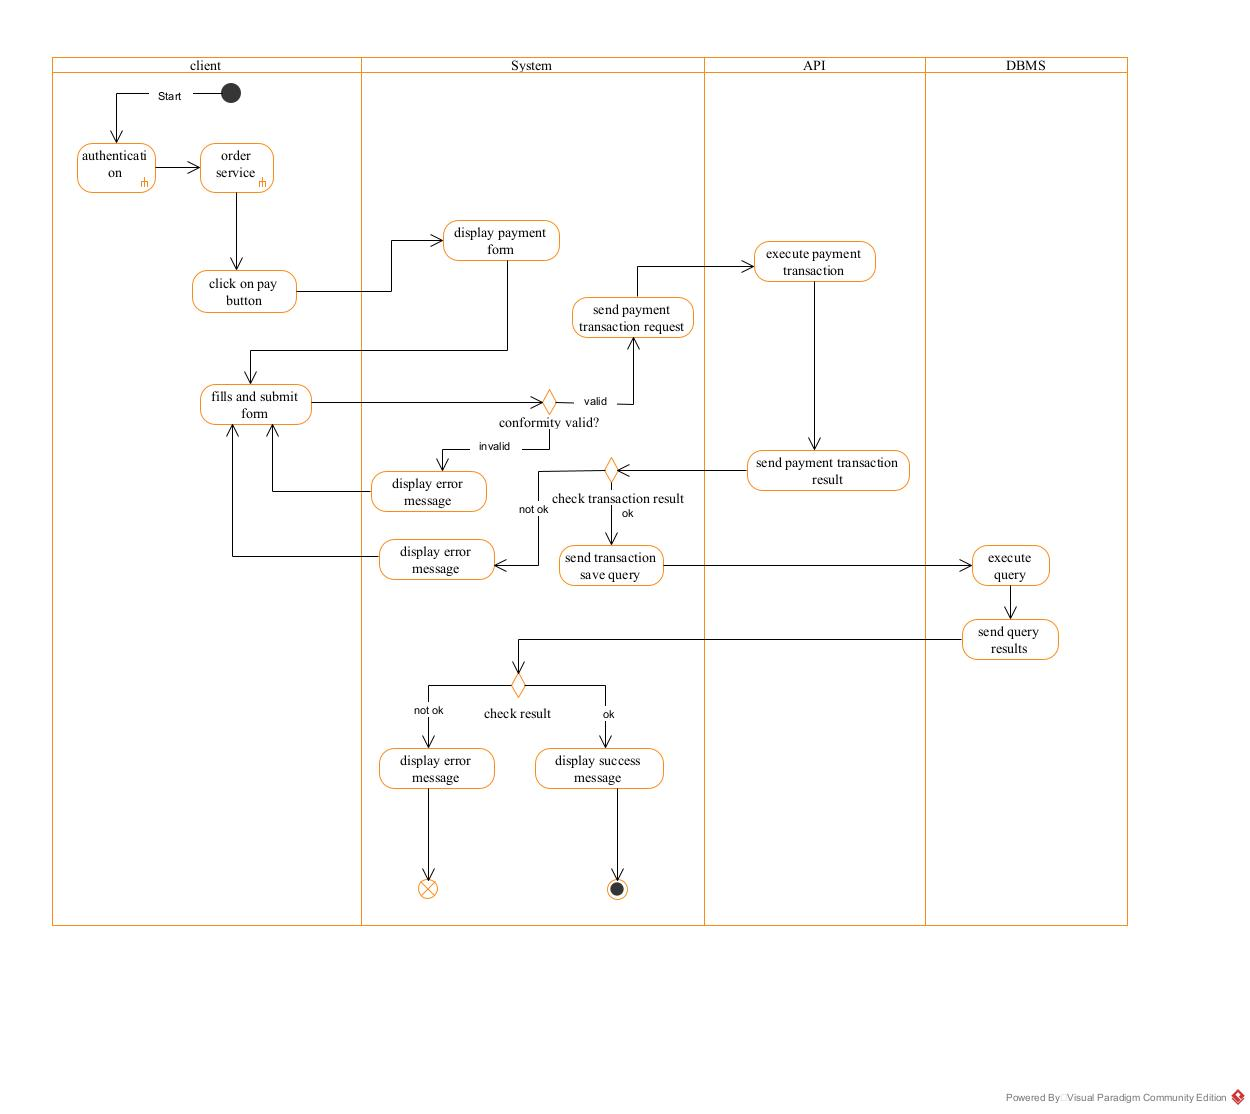 client
System
API
DBMS
Start
authenticati
on
order
service
display payment
form
execute payment
transaction
click on pay
button
send payment
transaction request
fills and submit
form
valid
conformity valid?
invalid
send payment transaction
result
display error
message
check transaction result
not ok
ok
display error
message
send transaction
save query
execute
query
send query
results
not ok
check result
ok
display error
message
display success
message
Powered By Visual Paradigm Community Edition